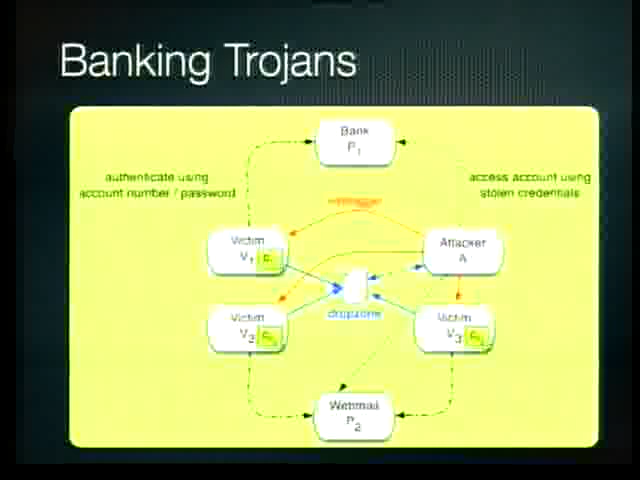 Banking Trojans
Bank
P1
authenticate using
account number / password
access account using
stolen credentials
Victim
V1
Attacker
A
dropzone
Victim
V2
Victim
V3
Webmail
P2